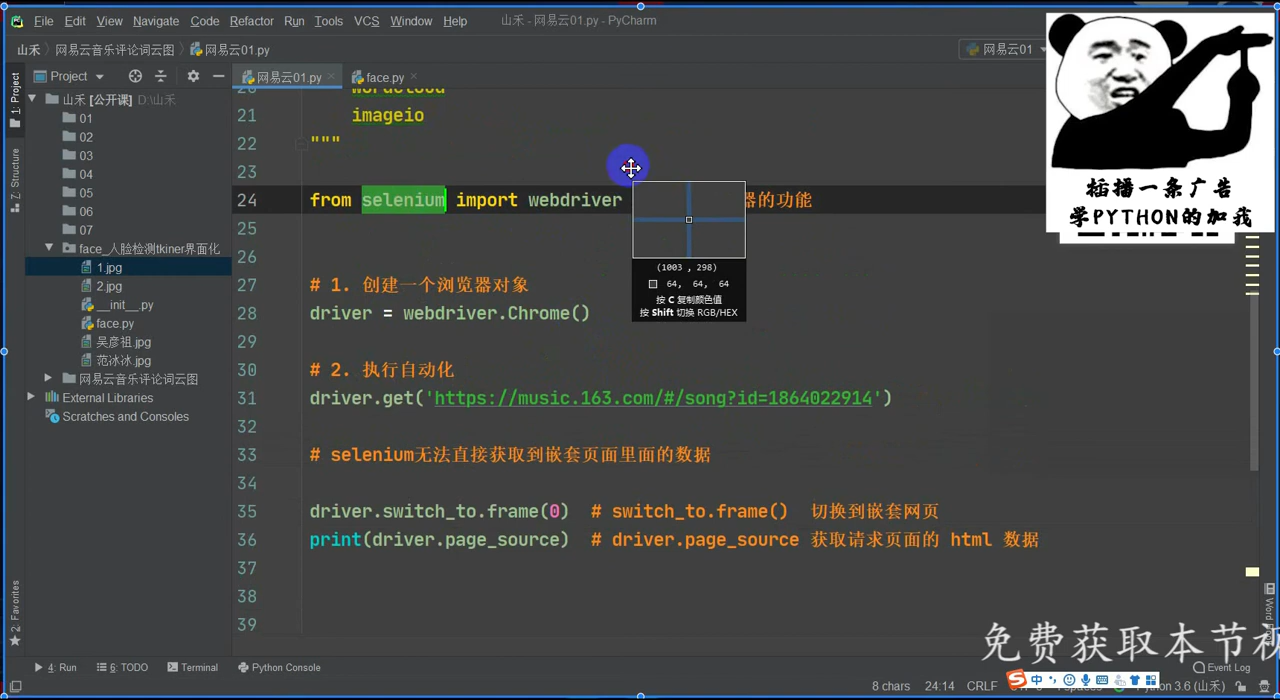 File Edit View Navigate Code Refactor Run Tools VCS Window Help 山禾 - 网易云01.py - PyCharm
山禾 网易云音乐评论词云图 网易云01.py 网易云01
Project 网易云01.py face.py
1: Project
Z: Structure
2: Favorites
山禾 [公开课] D:\山禾
01
02
03
04
05
06
07
face_人脸检测tkiner界面化
1.jpg
2.jpg
__init__.py
face.py
吴彦祖.jpg
范冰冰.jpg
网易云音乐评论词云图
External Libraries
Scratches and Consoles
20 wordcloud
21 imageio
22 """
23
24 from selenium import webdriver 器的功能
25
26
27 # 1. 创建一个浏览器对象
28 driver = webdriver.Chrome()
29
30 # 2. 执行自动化
31 driver.get('https://music.163.com/#/song?id=1864022914')
32
33 # selenium无法直接获取到嵌套页面里面的数据
34
35 driver.switch_to.frame(0) # switch_to.frame() 切换到嵌套网页
36 print(driver.page_source) # driver.page_source 获取请求页面的 html 数据
37
38
39
(1003 , 298)
64, 64, 64
按 C 复制颜色值
按 Shift 切换 RGB/HEX
插播一条广告
学PYTHON的加我
免费获取本节视
4: Run 6: TODO Terminal Python Console Event Log
8 chars 24:14 CRLF 中 Python 3.6 (山禾)